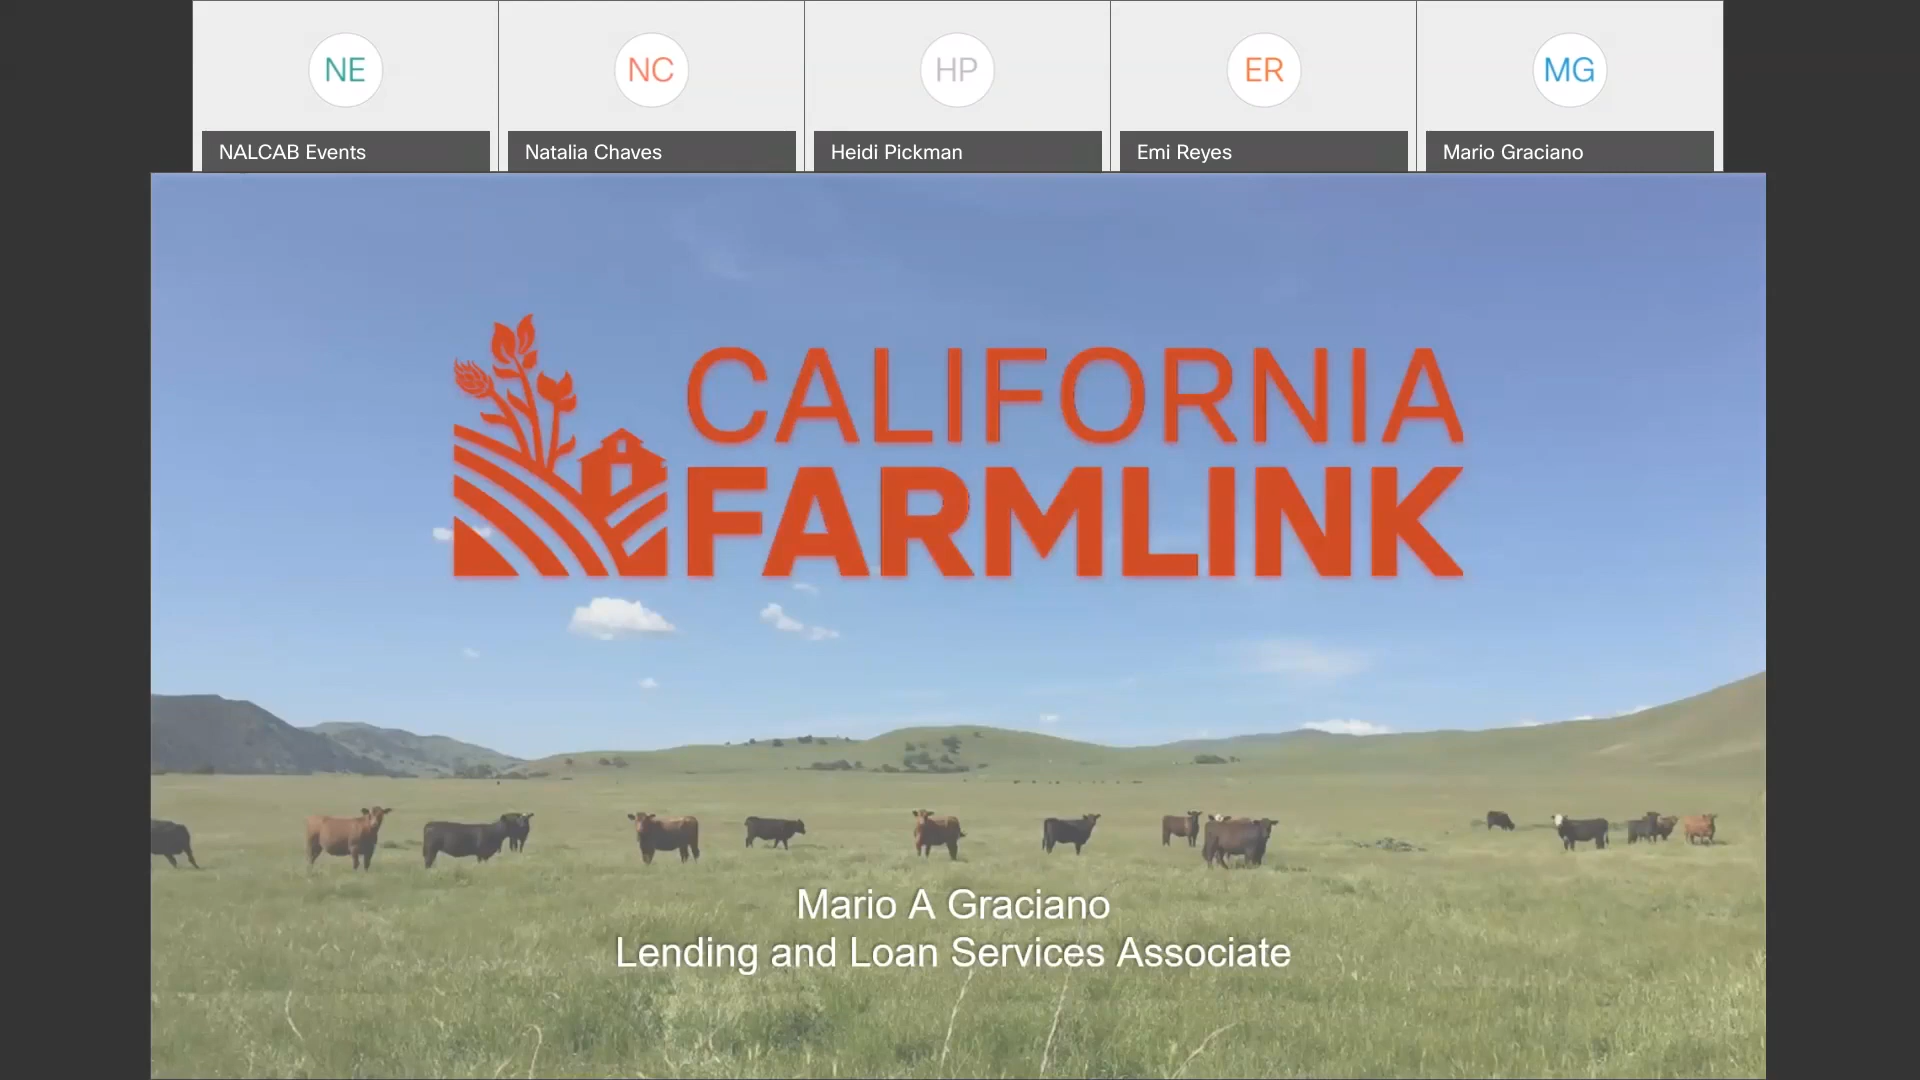 NE
NC
HP
ER
MG
NALCAB Events
Natalia Chaves
Heidi Pickman
Emi Reyes
Mario Graciano
CALIFORNIA
FARMLINK
Mario A Graciano
Lending and Loan Services Associate